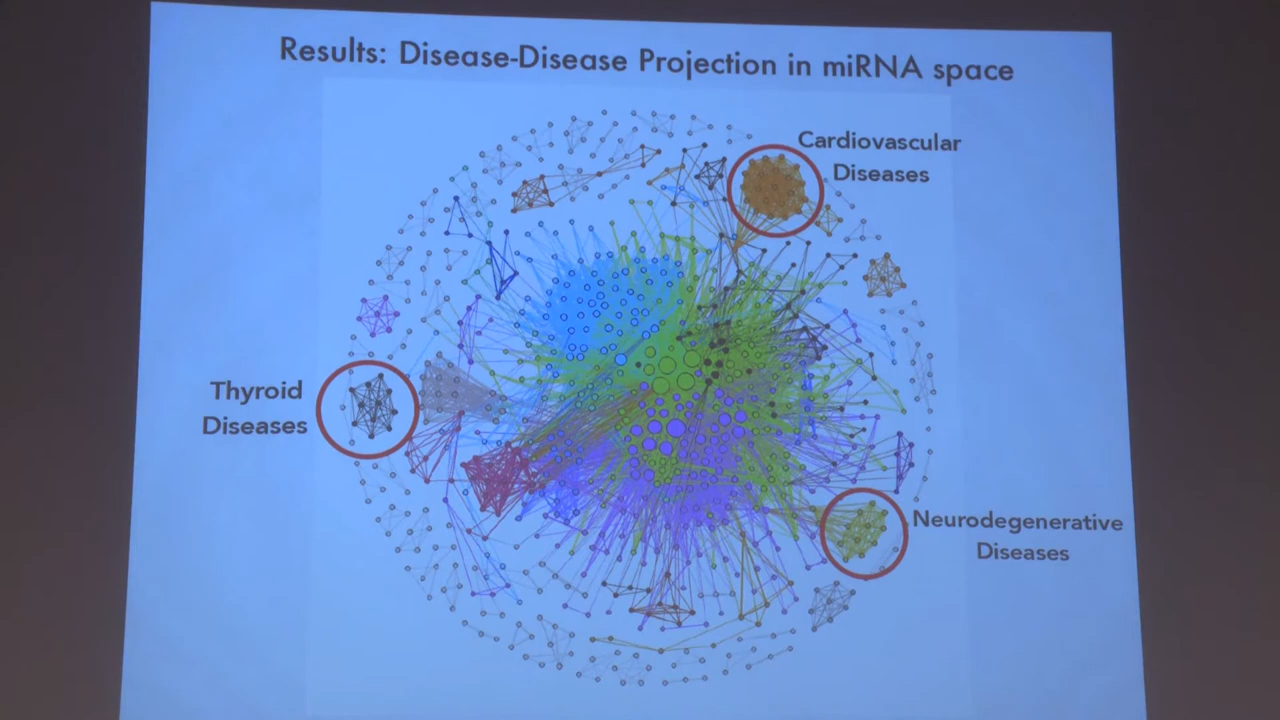 Results: Disease-Disease Projection in miRNA space
Cardiovascular
Diseases
Thyroid
Diseases
Neurodegenerative
Diseases